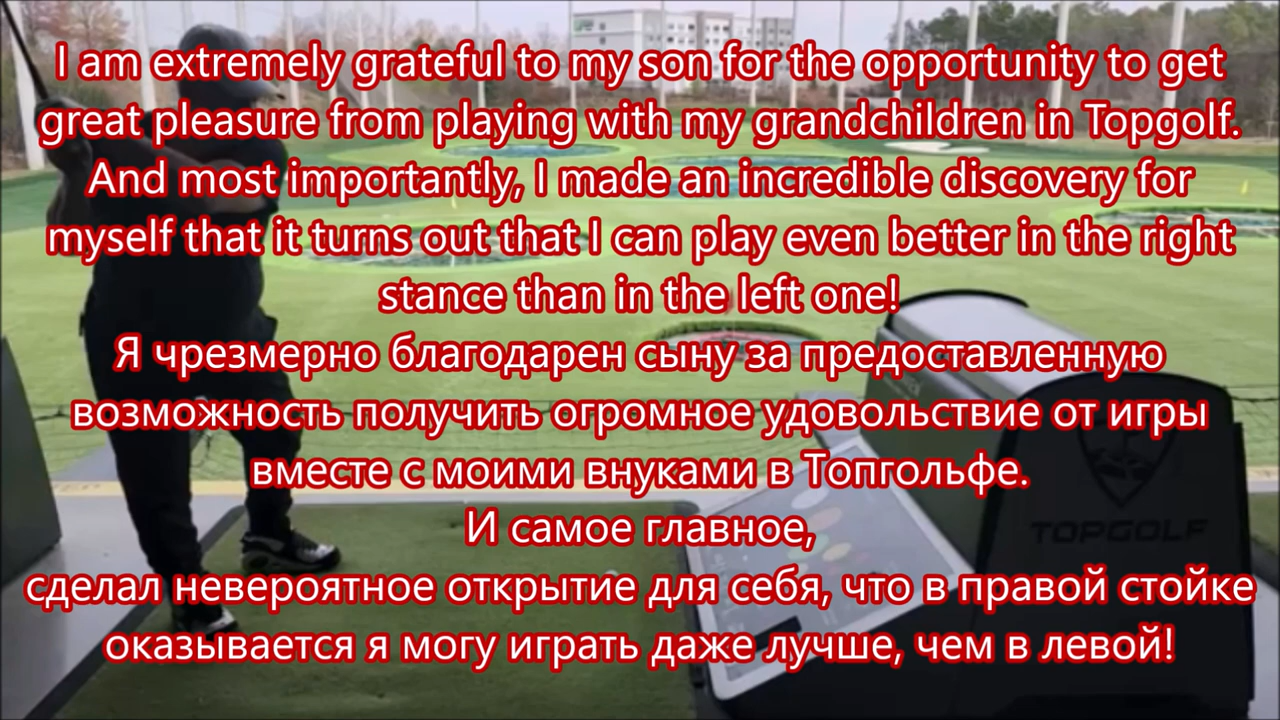 I am extremely grateful to my son for the opportunity to get
great pleasure from playing with my grandchildren in Topgolf.
And most importantly, I made an incredible discovery for
myself that it turns out that I can play even better in the right
stance than in the left one!
Я чрезмерно благодарен сыну за предоставленную
возможность получить огромное удовольствие от игры
вместе с моими внуками в Топгольфе.
И самое главное,
сделал невероятное открытие для себя, что в правой стойке
оказывается я могу играть даже лучше, чем в левой!
TOPGOLF